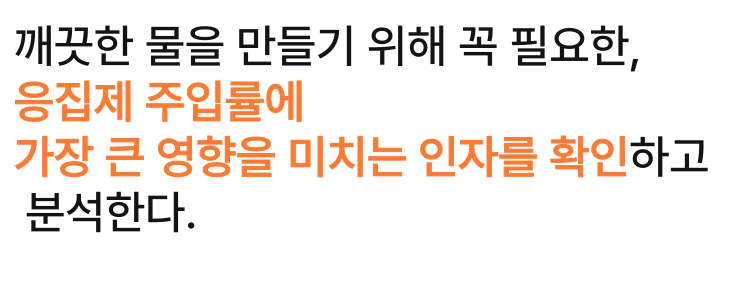 깨끗한 물을 만들기 위해 꼭 필요한,
응집제 주입률에
가장 큰 영향을 미치는 인자를 확인하고
분석한다.